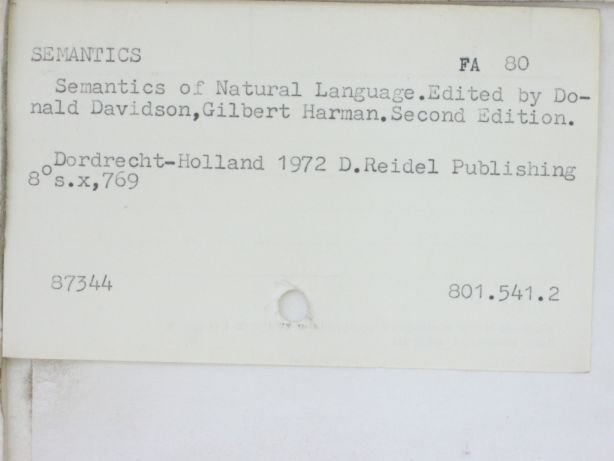 SEMANTICS
FA 80
Semantics of Natural Language.Edited by Do-
nald Davidson,Gilbert Harman.Second Edition.
Dordrecht-Holland 1972 D.Reidel Publishing
8° s.x,769
87344
801.541.2